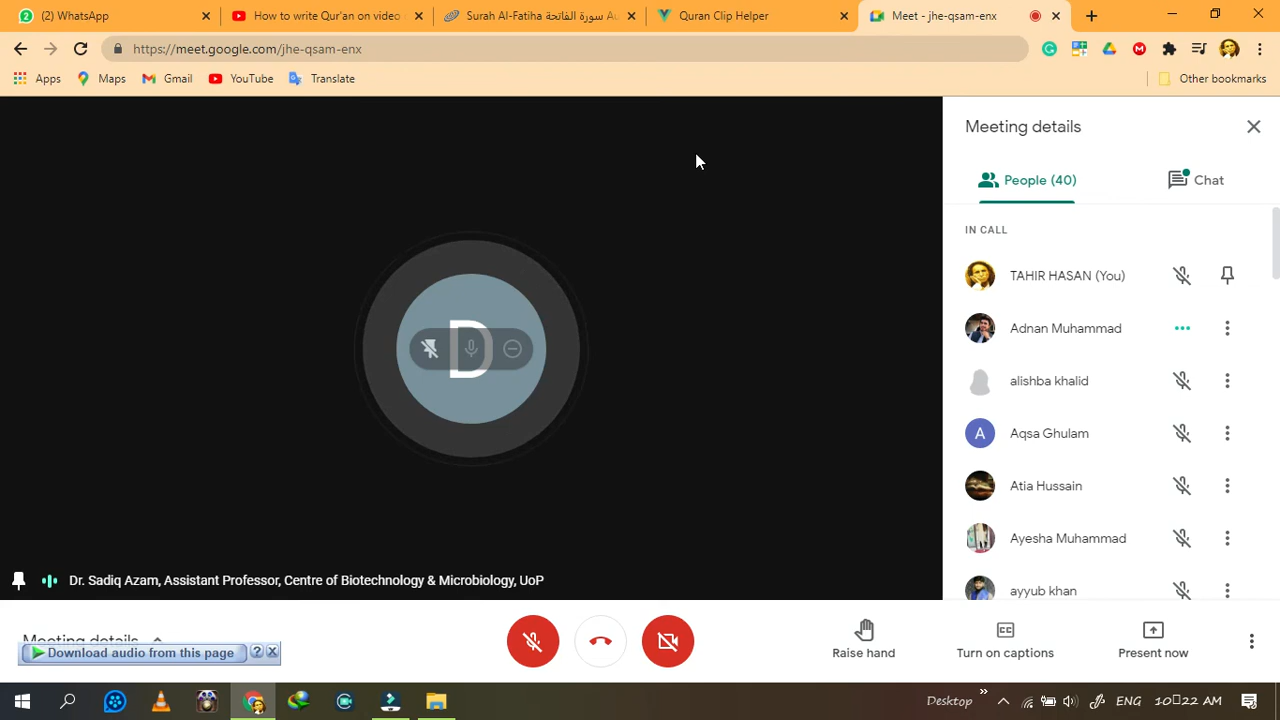 (2) WhatsApp
How to write Qur'an on video
Surah Al-Fatiha سورة الفاتحة Au
Quran Clip Helper
Meet - jhe-qsam-enx
https://meet.google.com/jhe-qsam-enx
Apps
Maps
Gmail
YouTube
Translate
Other bookmarks
Meeting details
People (40)
Chat
IN CALL
TAHIR HASAN (You)
Adnan Muhammad
alishba khalid
A
Aqsa Ghulam
Atia Hussain
Ayesha Muhammad
ayyub khan
D
Dr. Sadiq Azam, Assistant Professor, Centre of Biotechnology & Microbiology, UoP
Meeting details
Download audio from this page
?
Raise hand
CC
Turn on captions
Present now
Desktop
»
ENG
10:22 AM